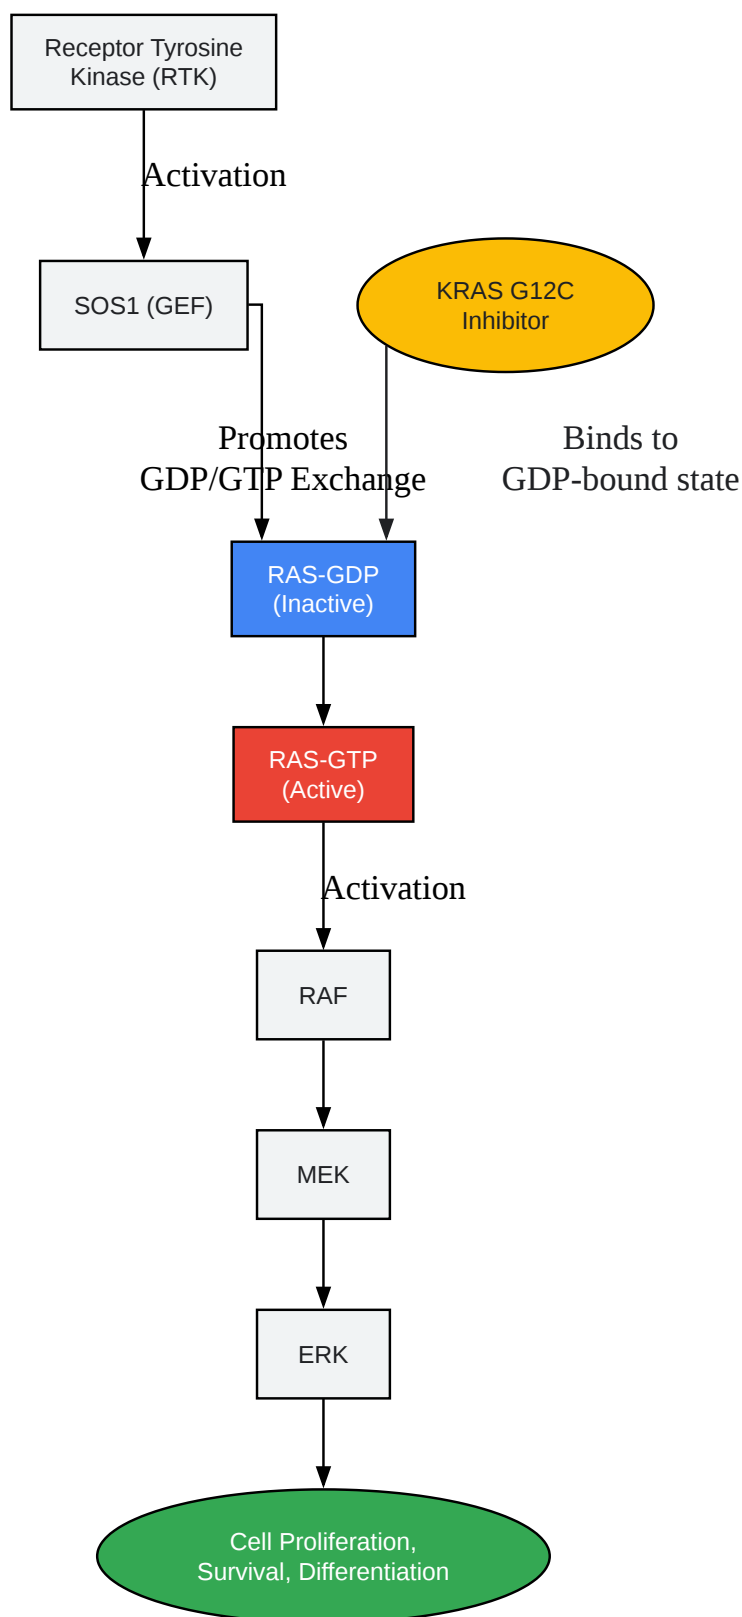 Receptor Tyrosine
Kinase (RTK)
Activation
SOS1 (GEF)
KRAS G12C
Inhibitor
Promotes
GDP/GTP Exchange
Binds to
GDP-bound state
RAS-GDP
(Inactive)
RAS-GTP
(Active)
Activation
RAF
MEK
ERK
Cell Proliferation,
Survival, Differentiation